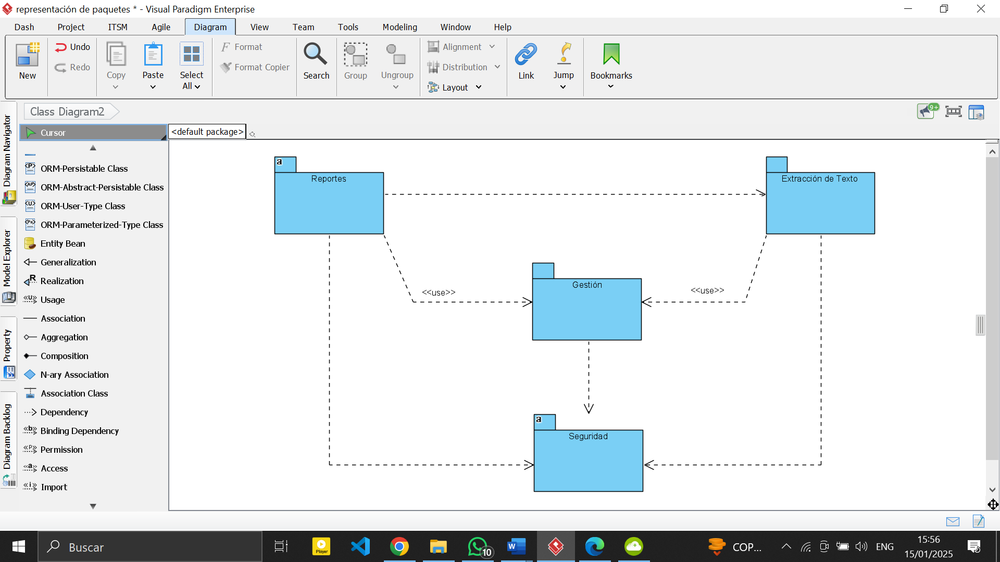 representación de paquetes * - Visual Paradigm Enterprise
Dash Project ITSM Agile Diagram View Team Tools Modeling Window Help
New
Undo
Redo
Copy
Paste
Select
All
Format
Format Copier
Search
Group
Ungroup
Alignment
Distribution
Layout
Link
Jump
Bookmarks
Diagram Navigator
Model Explorer
Property
Diagram Backlog
Class Diagram2
9+
Cursor
<default package>
ORM-Persistable Class
ORM-Abstract-Persistable Class
ORM-User-Type Class
ORM-Parameterized-Type Class
Entity Bean
Generalization
Realization
Usage
Association
Aggregation
Composition
N-ary Association
Association Class
Dependency
Binding Dependency
Permission
Access
Import
a
Reportes
Extracción de Texto
Gestión
<<use>>
<<use>>
a
Seguridad
Buscar
Player
10
COP...
ENG
15:56
15/01/2025